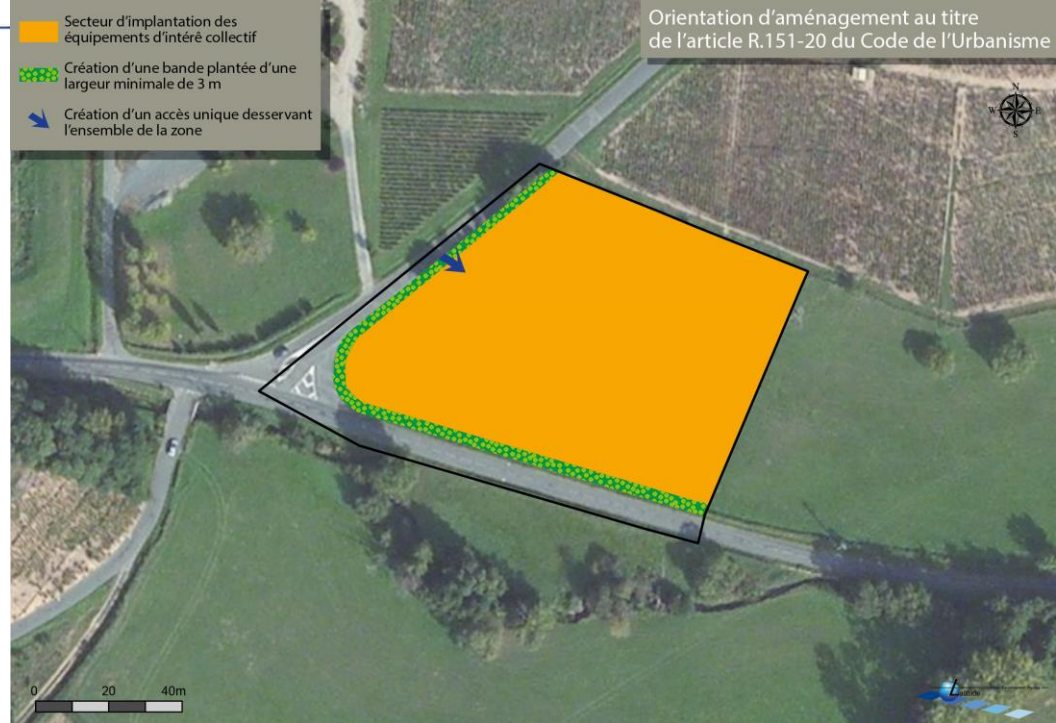 Secteur d'implantation des
équipements d'intérê collectif
Création d'une bande plantée d'une
largeur minimale de 3 m
Création d'un accès unique desservant
l'ensemble de la zone
Orientation d'aménagement au titre
de l'article R.151-20 du Code de l'Urbanisme
N
W E
S
0 20 40m